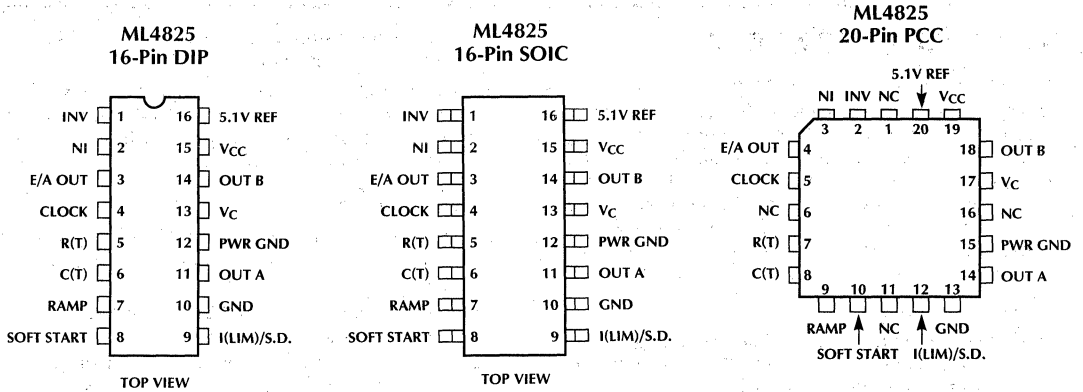 ML4825
16-Pin DIP
INV 1 16 5.1V REF
NI 2 15 VCC
E/A OUT 3 14 OUT B
CLOCK 4 13 VC
R(T) 5 12 PWR GND
C(T) 6 11 OUT A
RAMP 7 10 GND
SOFT START 8 9 I(LIM)/S.D.
TOP VIEW
ML4825
16-Pin SOIC
INV 1 16 5.1V REF
NI 2 15 VCC
E/A OUT 3 14 OUT B
CLOCK 4 13 VC
R(T) 5 12 PWR GND
C(T) 6 11 OUT A
RAMP 7 10 GND
SOFT START 8 9 I(LIM)/S.D.
TOP VIEW
ML4825
20-Pin PCC
5.1V REF
NI INV NC VCC
3 2 1 20 19
E/A OUT 4 18 OUT B
CLOCK 5 17 VC
NC 6 16 NC
R(T) 7 15 PWR GND
C(T) 8 14 OUT A
9 10 11 12 13
RAMP NC GND
SOFT START I(LIM)/S.D.